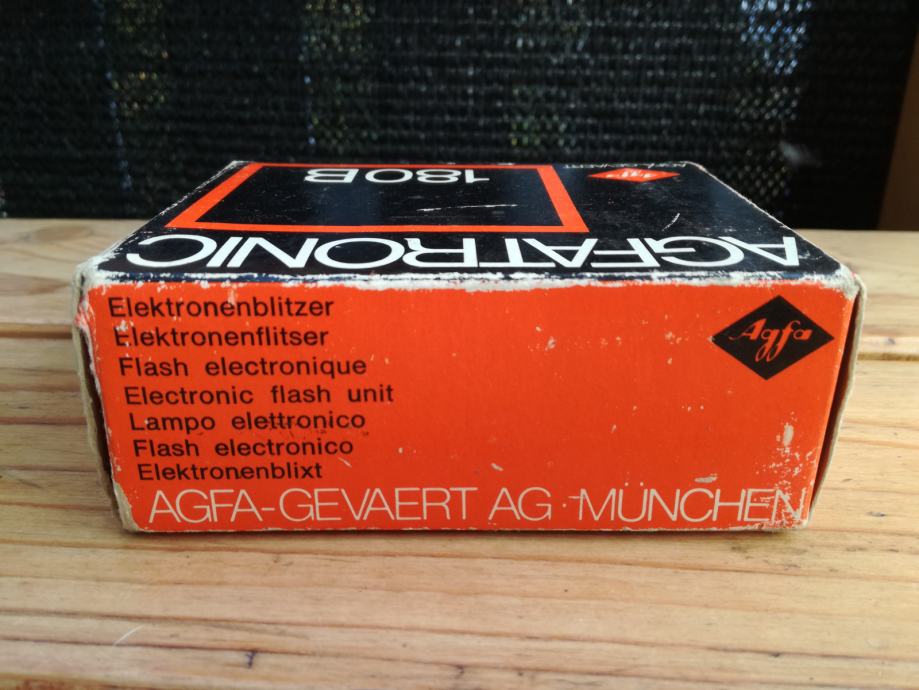 180B
Agfa
AGFATRONIC
Elektronenblitzer
Elektronenflitser
Flash electronique
Electronic flash unit
Lampo elettronico
Flash electronico
Elektronenblixt
Agfa
AGFA-GEVAERT AG · MÜNCHEN